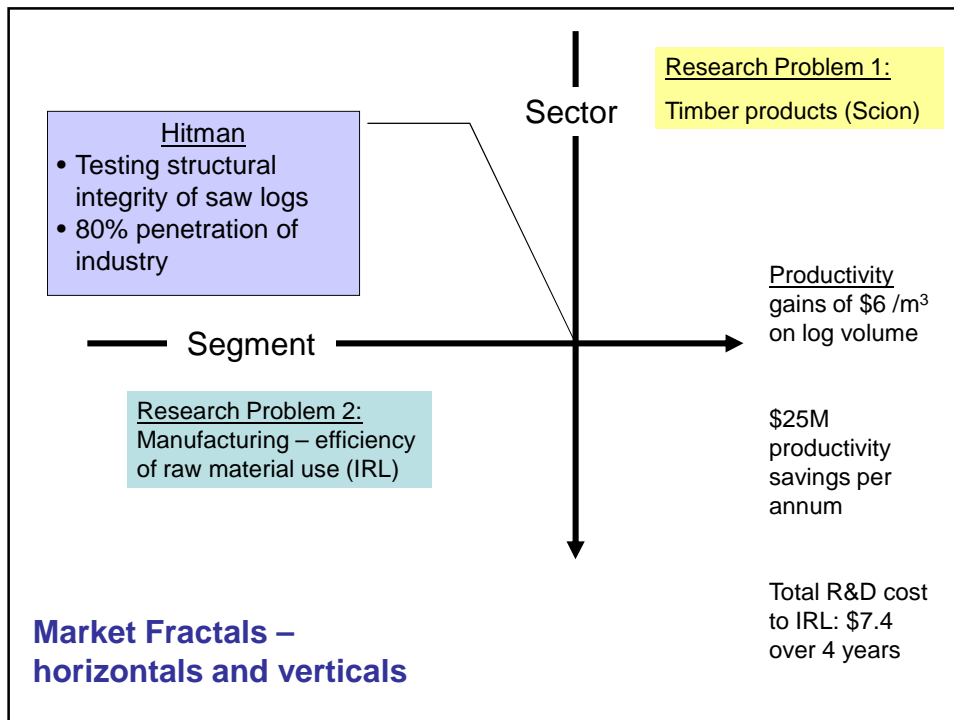 Research Problem 1:
Timber products (Scion)
Sector
Hitman
• Testing structural
integrity of saw logs
• 80% penetration of
industry
Productivity
gains of $6 /m³
on log volume
Segment
Research Problem 2:
Manufacturing – efficiency
of raw material use (IRL)
$25M
productivity
savings per
annum
Total R&D cost
to IRL: $7.4
over 4 years
Market Fractals –
horizontals and verticals